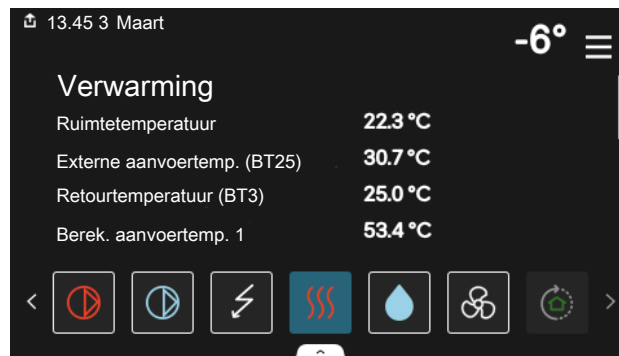 13.45 3 Maart
-6°
Verwarming
Ruimtetemperatuur 22.3 °C
Externe aanvoertemp. (BT25) 30.7 °C
Retourtemperatuur (BT3) 25.0 °C
Berek. aanvoertemp. 1 53.4 °C